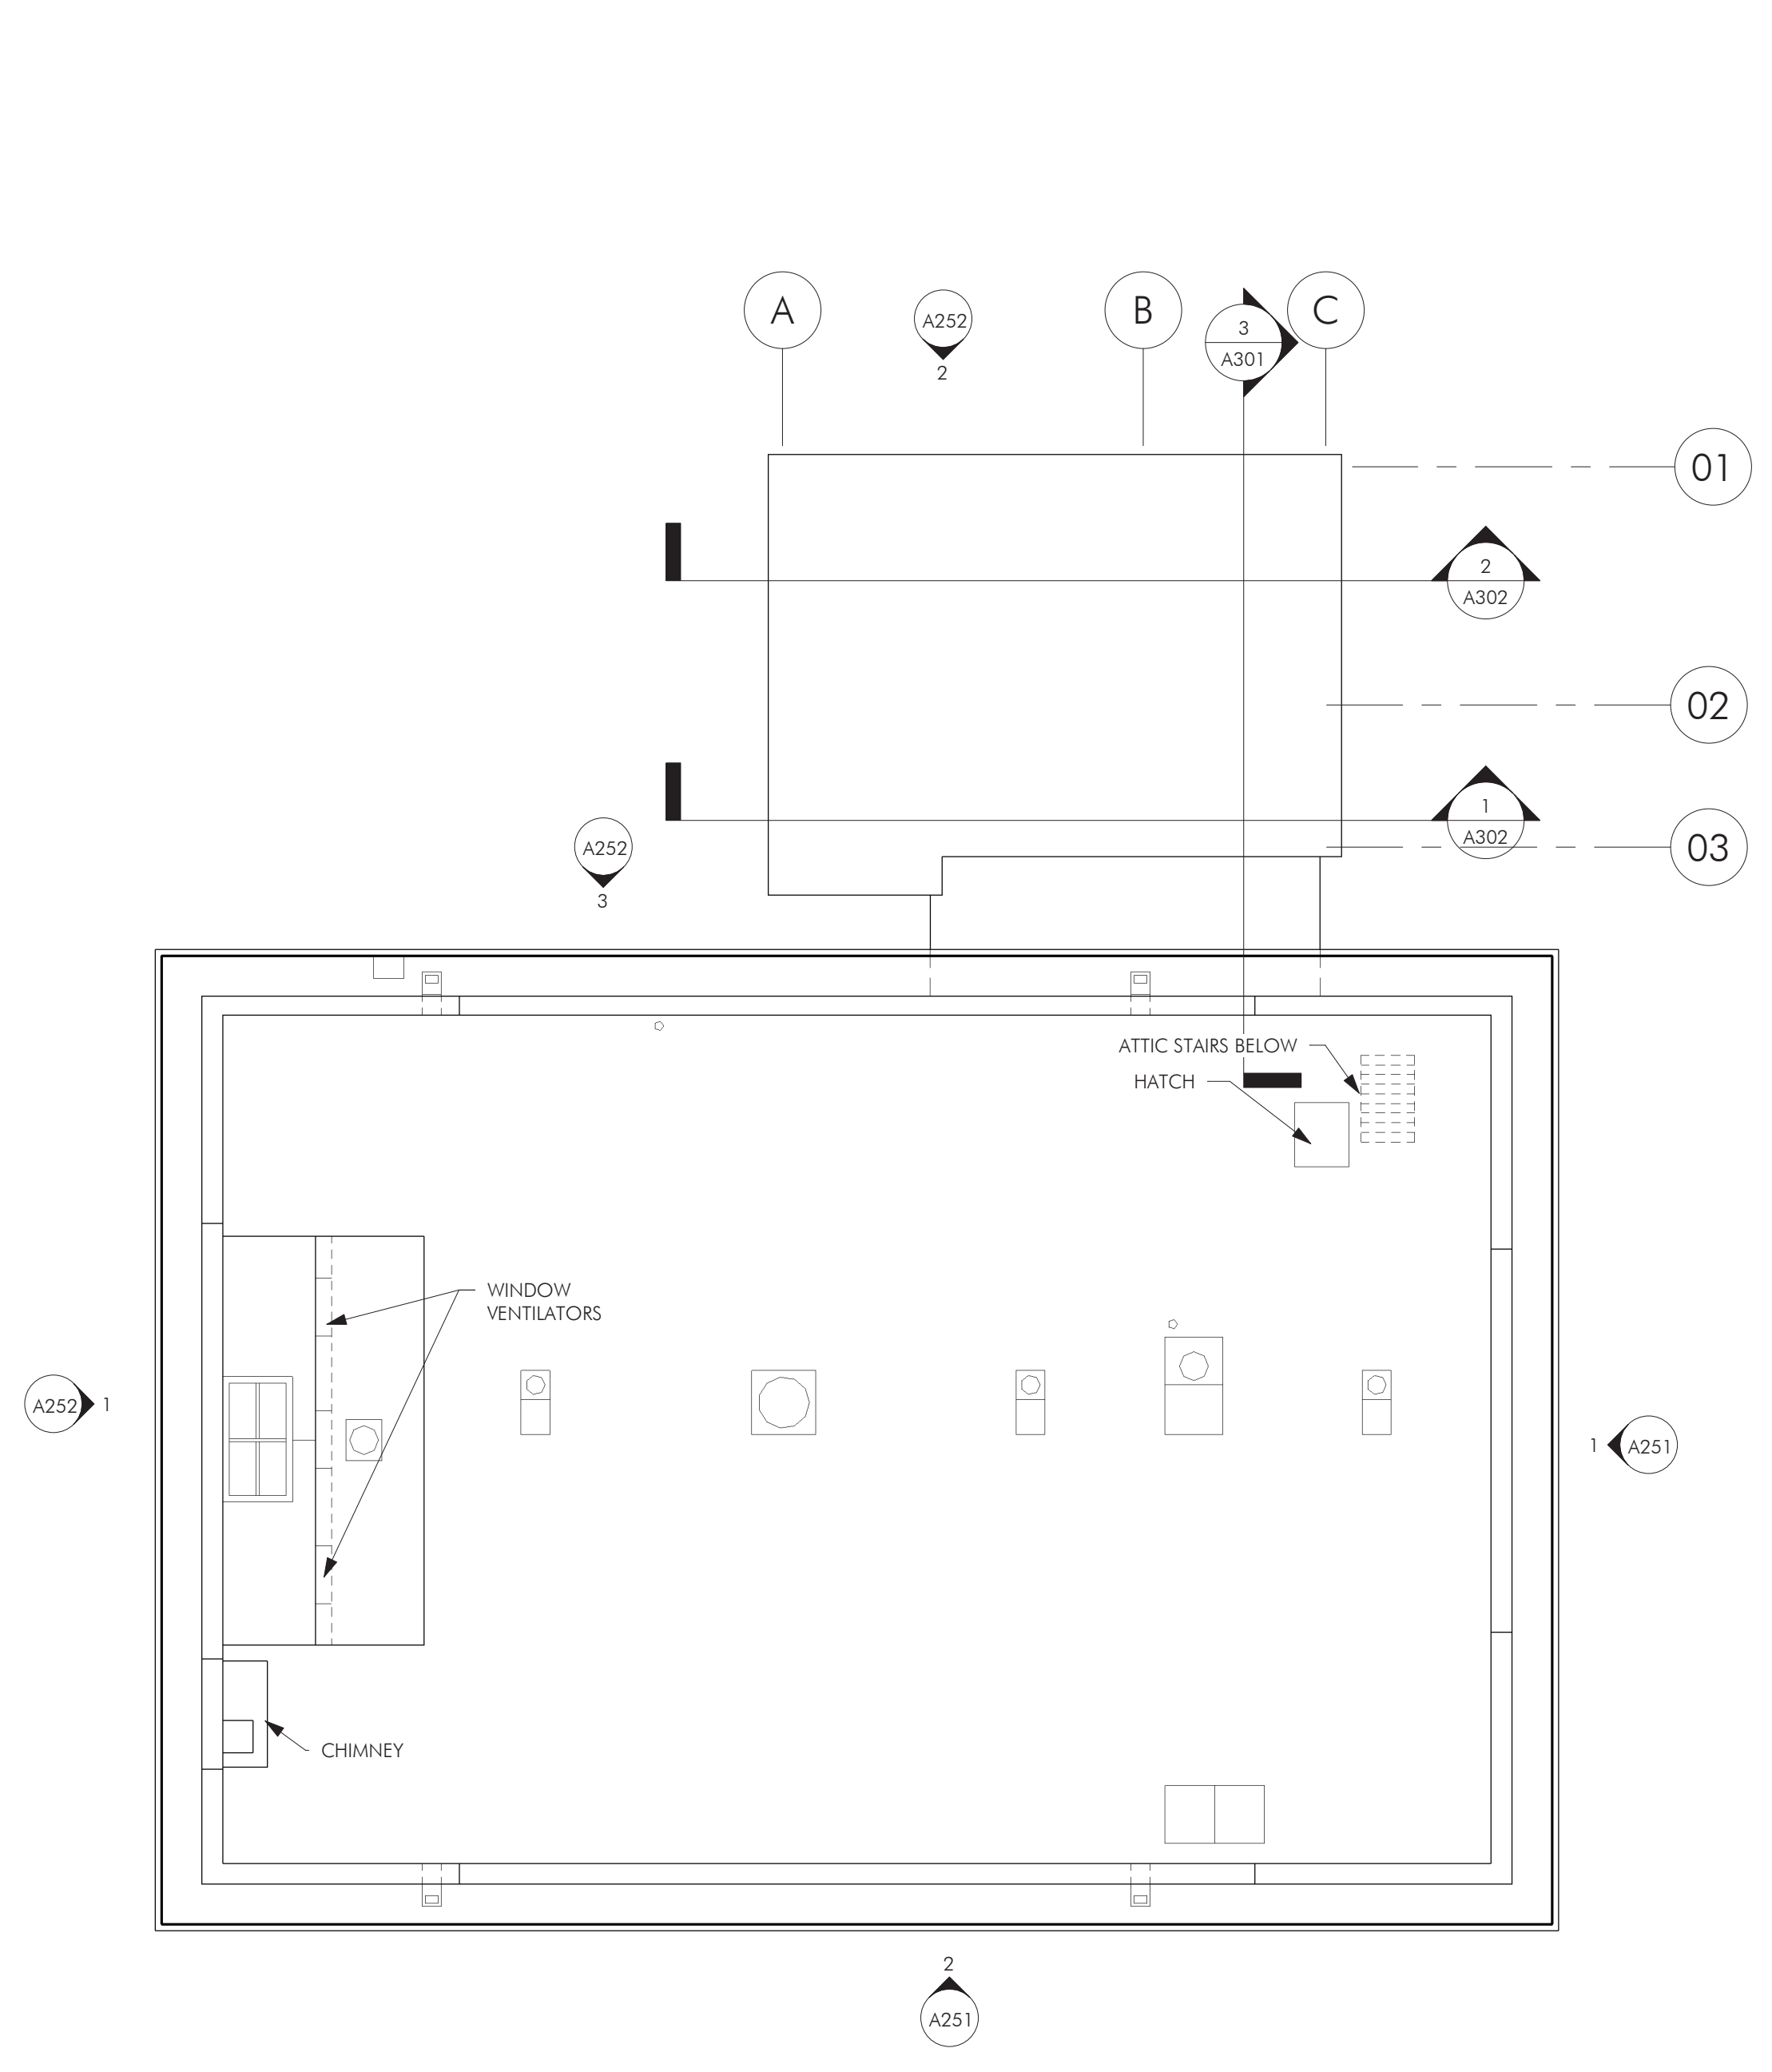 A
A252
2
B
3
A301
C
01
2
A302
02
1
A302
03
A252
3
ATTIC STAIRS BELOW
HATCH
WINDOW
VENTILATORS
A252
1
1
A251
CHIMNEY
2
A251